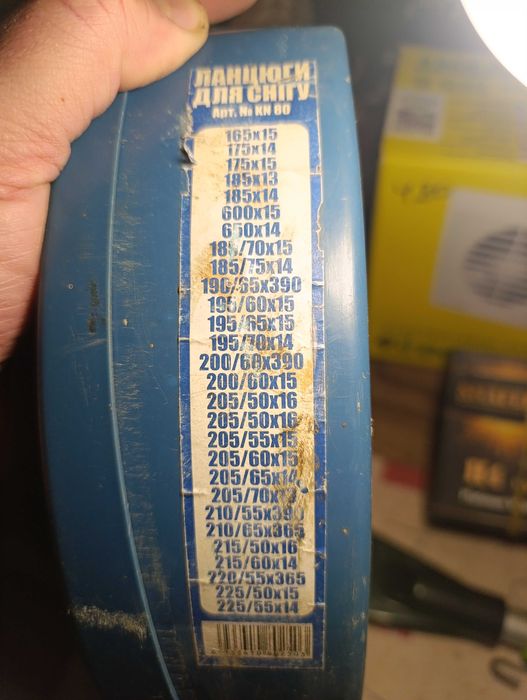 ЛАНЦЮГИ
ДЛЯ СНІГУ
Арт. № KN 80
165x15
175x14
175x15
185x13
185x14
600x15
650x14
185/70x15
185/75x14
190/65x390
195/60x15
195/65x15
195/70x14
200/60x390
200/60x15
205/50x16
205/50x16
205/55x15
205/60x15
205/65x14
205/70x13
210/55x390
210/65x365
215/50x16
215/60x14
220/55x365
225/50x15
225/55x14